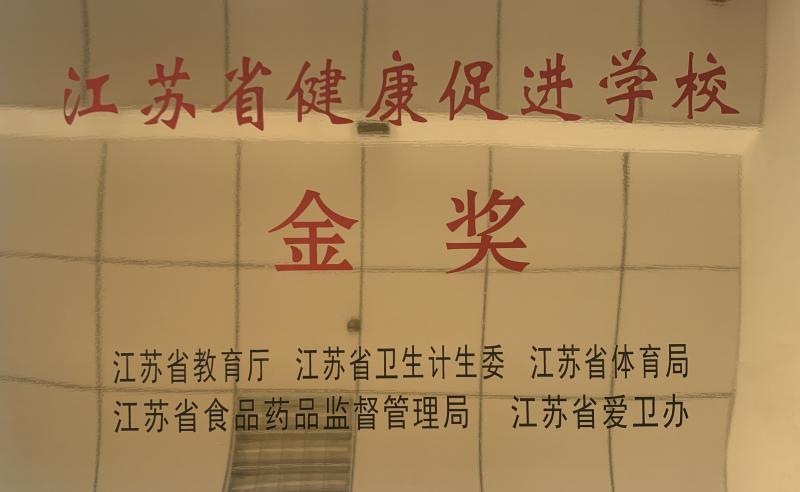 江苏省健康促进学校
金奖
江苏省教育厅 江苏省卫生计生委 江苏省体育局
江苏省食品药品监督管理局 江苏省爱卫办